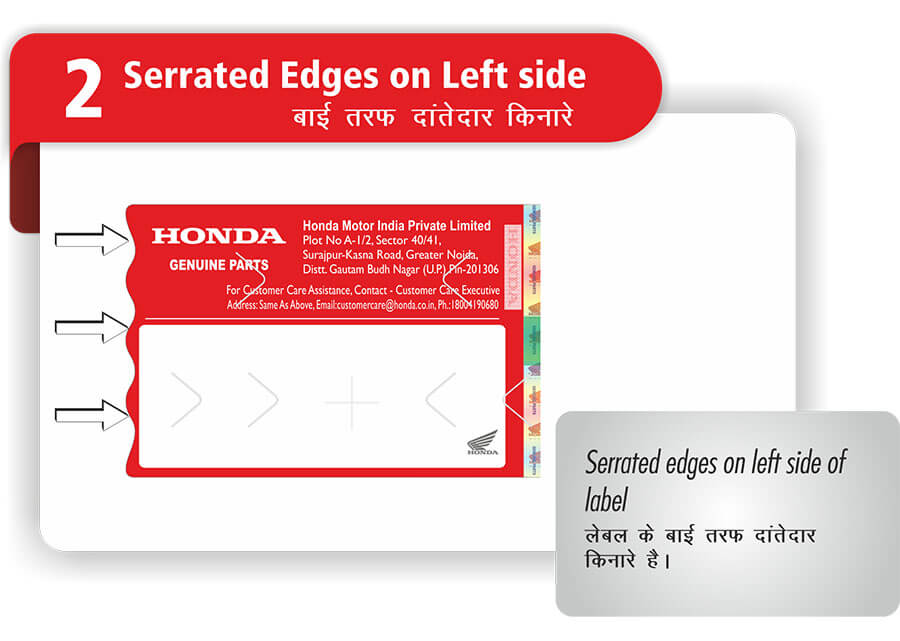 2
Serrated Edges on Left side
बाई तरफ दांतेदार किनारे
HONDA
GENUINE PARTS
Honda Motor India Private Limited
Plot No A-1/2, Sector 40/41,
Surajpur-Kasna Road, Greater Noida,
Distt. Gautam Budh Nagar (U.P.) Pin-201306
For Customer Care Assistance, Contact - Customer Care Executive
Address: Same As Above, Email:customercare@honda.co.in, Ph.:18004190680
HONDA
HONDA
Serrated edges on left side of
label
लेबल के बाई तरफ दांतेदार
किनारे है।